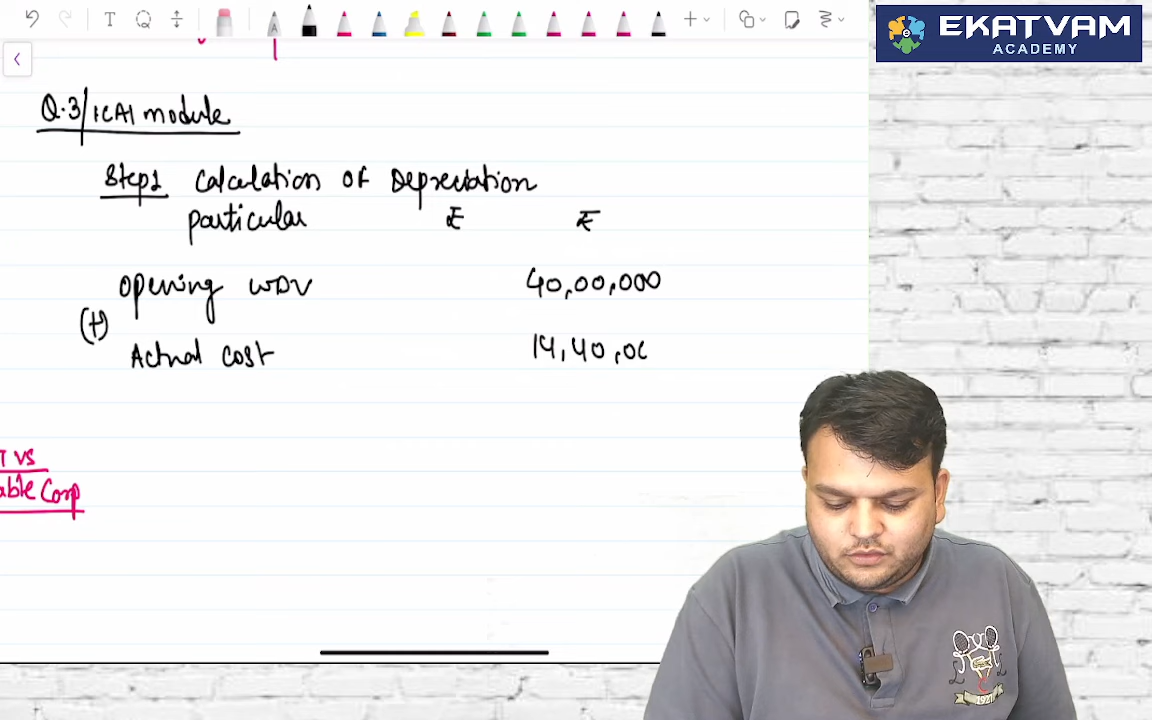 EKATVAM
ACADEMY
Q.3/ICAI module
Step1 Calculation of Depreciation
particular ₹ ₹
Opening WDV 40,00,000
(+)
Actual cost 14,40,00
T vs
able Corp
1921